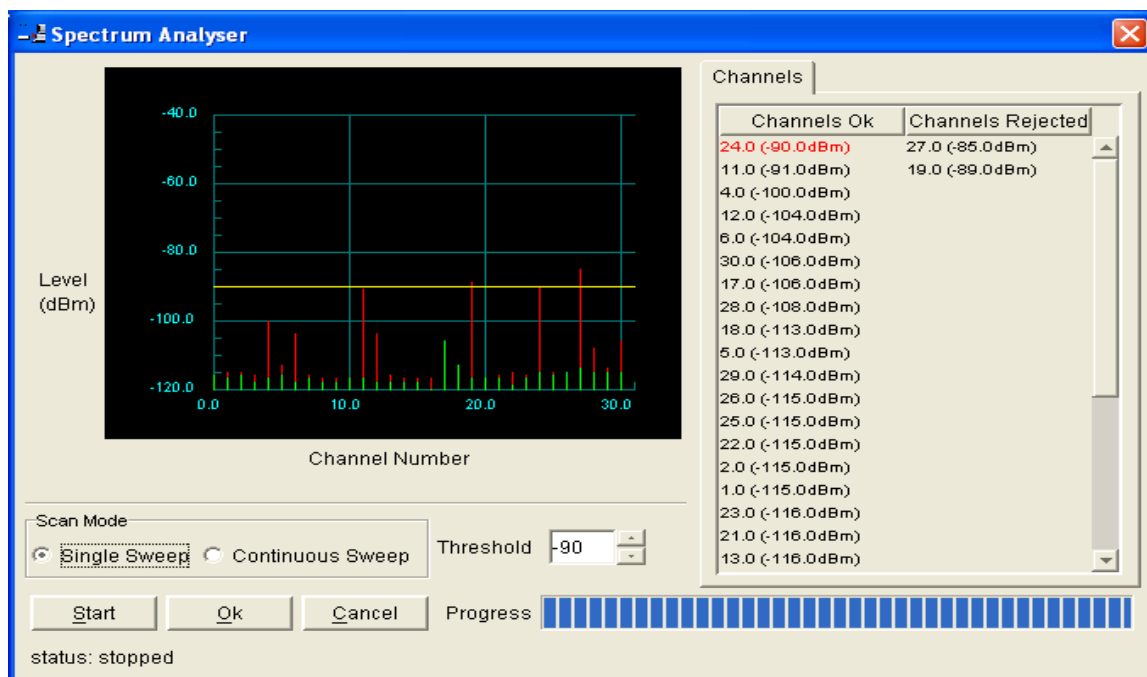 Spectrum Analyser
Level
(dBm)
-40.0
-60.0
-80.0
-100.0
-120.0
0.0 10.0 20.0 30.0
Channel Number
Channels
Channels Ok Channels Rejected
24.0 (-90.0dBm) 27.0 (-85.0dBm)
11.0 (-91.0dBm) 19.0 (-89.0dBm)
4.0 (-100.0dBm)
12.0 (-104.0dBm)
6.0 (-104.0dBm)
30.0 (-106.0dBm)
17.0 (-106.0dBm)
28.0 (-108.0dBm)
18.0 (-113.0dBm)
5.0 (-113.0dBm)
29.0 (-114.0dBm)
26.0 (-115.0dBm)
25.0 (-115.0dBm)
22.0 (-115.0dBm)
2.0 (-115.0dBm)
1.0 (-115.0dBm)
23.0 (-116.0dBm)
21.0 (-116.0dBm)
13.0 (-116.0dBm)
Scan Mode
Single Sweep Continuous Sweep
Threshold -90
Start Ok Cancel Progress
status: stopped